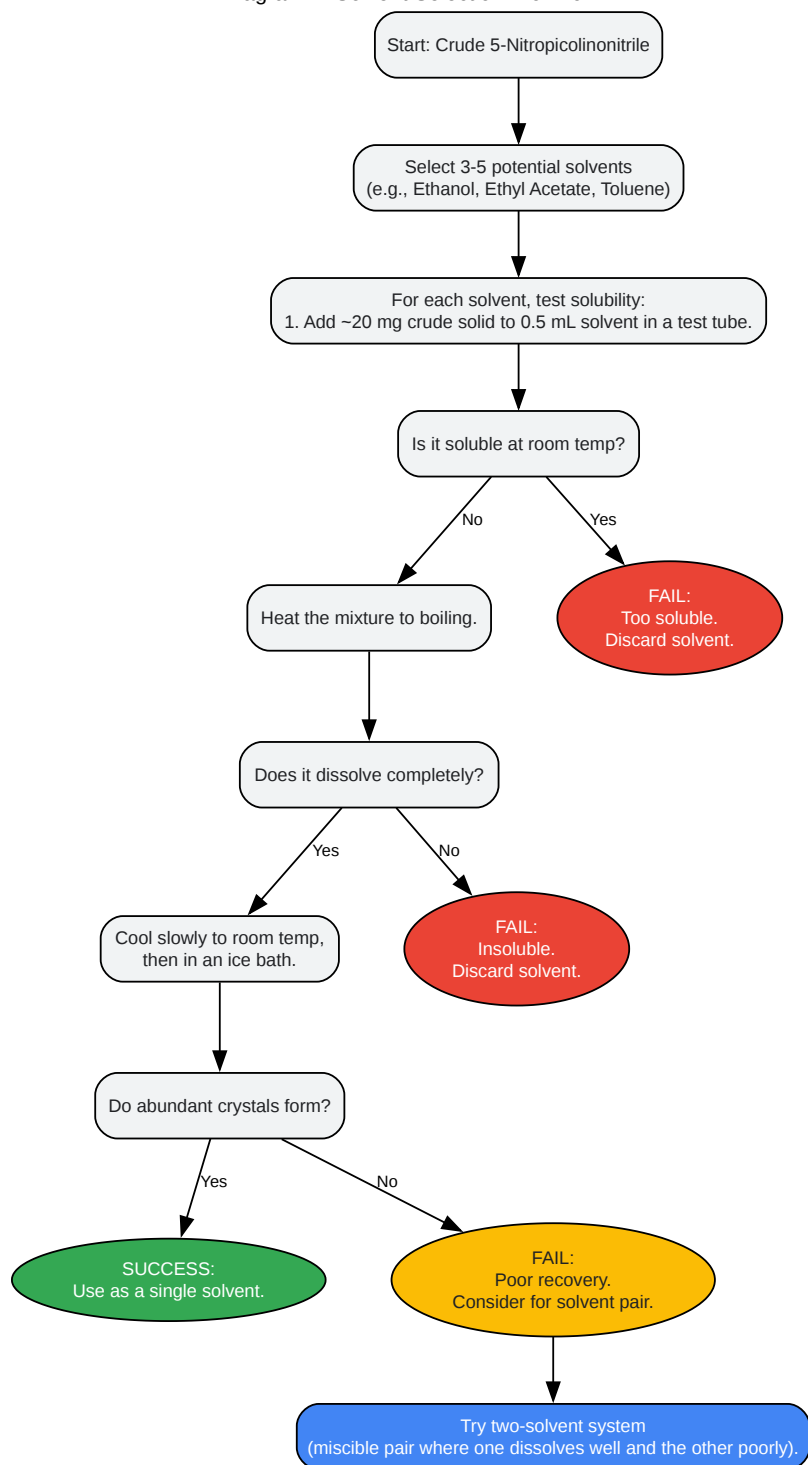 Start: Crude 5-Nitropicolinonitrile
Select 3-5 potential solvents
(e.g., Ethanol, Ethyl Acetate, Toluene)
For each solvent, test solubility:
1. Add ~20 mg crude solid to 0.5 mL solvent in a test tube.
Is it soluble at room temp?
No
Yes
Heat the mixture to boiling.
FAIL:
Too soluble.
Discard solvent.
Does it dissolve completely?
Yes
No
Cool slowly to room temp,
then in an ice bath.
FAIL:
Insoluble.
Discard solvent.
Do abundant crystals form?
Yes
No
SUCCESS:
Use as a single solvent.
FAIL:
Poor recovery.
Consider for solvent pair.
Try two-solvent system
(miscible pair where one dissolves well and the other poorly).